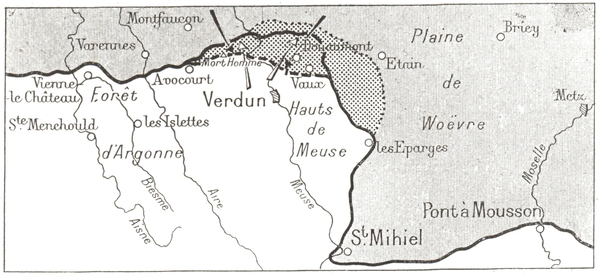 Montfaucon
Varennes
Mort Homme
Douaumont
Plaine
de
Woëvre
Briey
Etain
Avocourt
Vaux
Vienne
le Château
Forêt
d'Argonne
Verdun
Hauts
de
Meuse
Metz
Ste Menehould
les Islettes
les Eparges
Biesme
Aire
Aisne
Meuse
Moselle
Pont à Mousson
St Mihiel